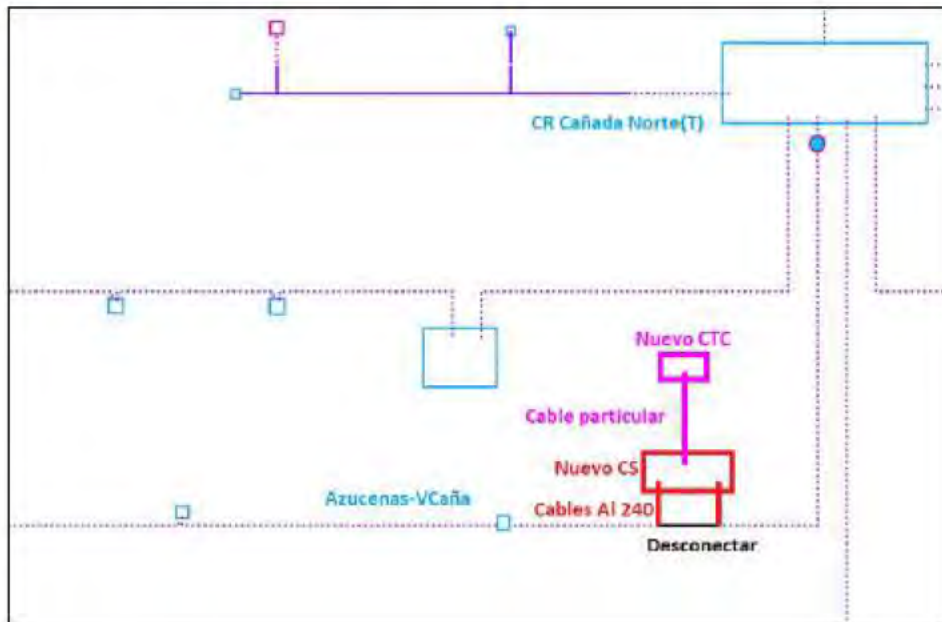 CR Cañada Norte(T)
Nuevo CTC
Cable particular
Nuevo CS
Azucenas-VCaña
Cables Al 240
Desconectar